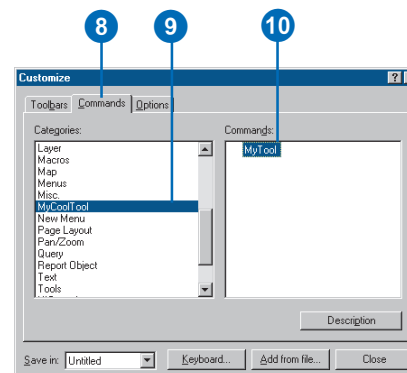 8 9 10
Customize ?
Toolbars Commands Options
Categories: Commands:
Layer
Macros
Map
Menus
Misc.
MyCoolTool
New Menu
Page Layout
Pan/Zoom
Query
Report Object
Text
Tools
MyTool
Description
Save in: Untitled Keyboard... Add from file... Close